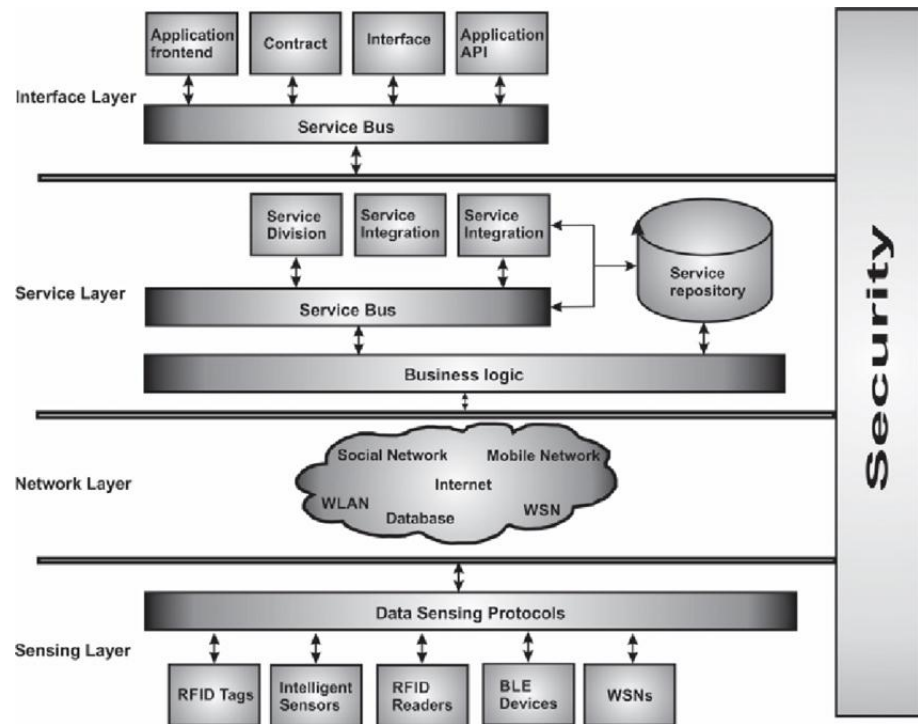 Application
frontend
Contract
Interface
Application
API
Interface Layer
Service Bus
Service
Division
Service
Integration
Service
Integration
Service
repository
Service Layer
Service Bus
Business logic
Social Network
Mobile Network
Internet
Network Layer
WLAN
WSN
Database
Data Sensing Protocols
Sensing Layer
RFID Tags
Intelligent
Sensors
RFID
Readers
BLE
Devices
WSNs
Security